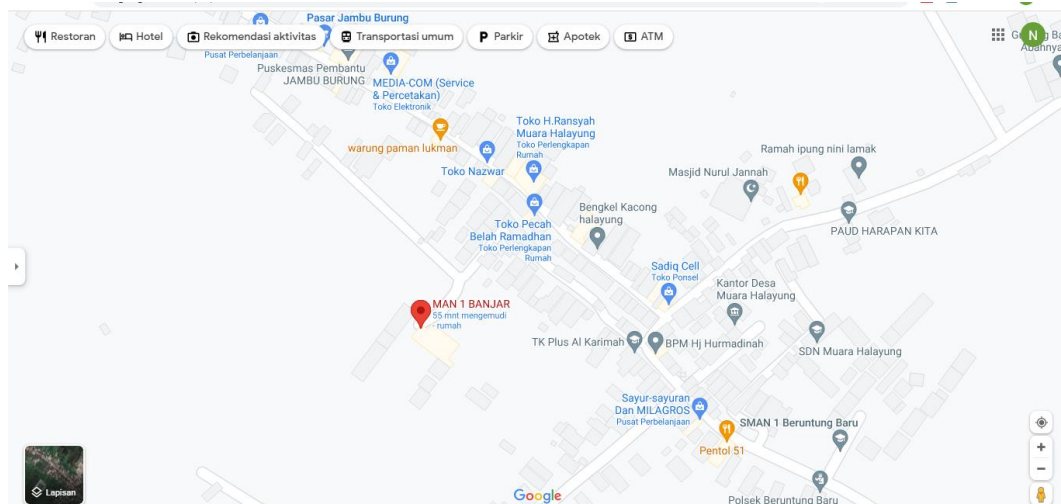 Pasar Jambu Burung
Restoran
Hotel
Rekomendasi aktivitas
Transportasi umum
Parkir
Apotek
ATM
N
Pusat Perbelanjaan
Puskesmas Pembantu
JAMBU BURUNG
MEDIA-COM (Service
& Percetakan)
Toko Elektronik
warung paman lukman
Toko H.Ransyah
Muara Halayung
Toko Perlengkapan
Rumah
Toko Nazwar
Ramah ipung nini lamak
Masjid Nurul Jannah
Bengkel Kacong
halayung
PAUD HARAPAN KITA
Toko Pecah
Belah Ramadhan
Toko Perlengkapan
Rumah
Sadiq Cell
Toko Ponsel
Kantor Desa
Muara Halayung
MAN 1 BANJAR
55 mnt mengemudi
- rumah
TK Plus Al Karimah
BPM Hj Hurmadinah
SDN Muara Halayung
Sayur-sayuran
Dan MILAGROS
Pusat Perbelanjaan
SMAN 1 Beruntung Baru
Pentol 51
Lapisan
Google
Polsek Beruntung Baru